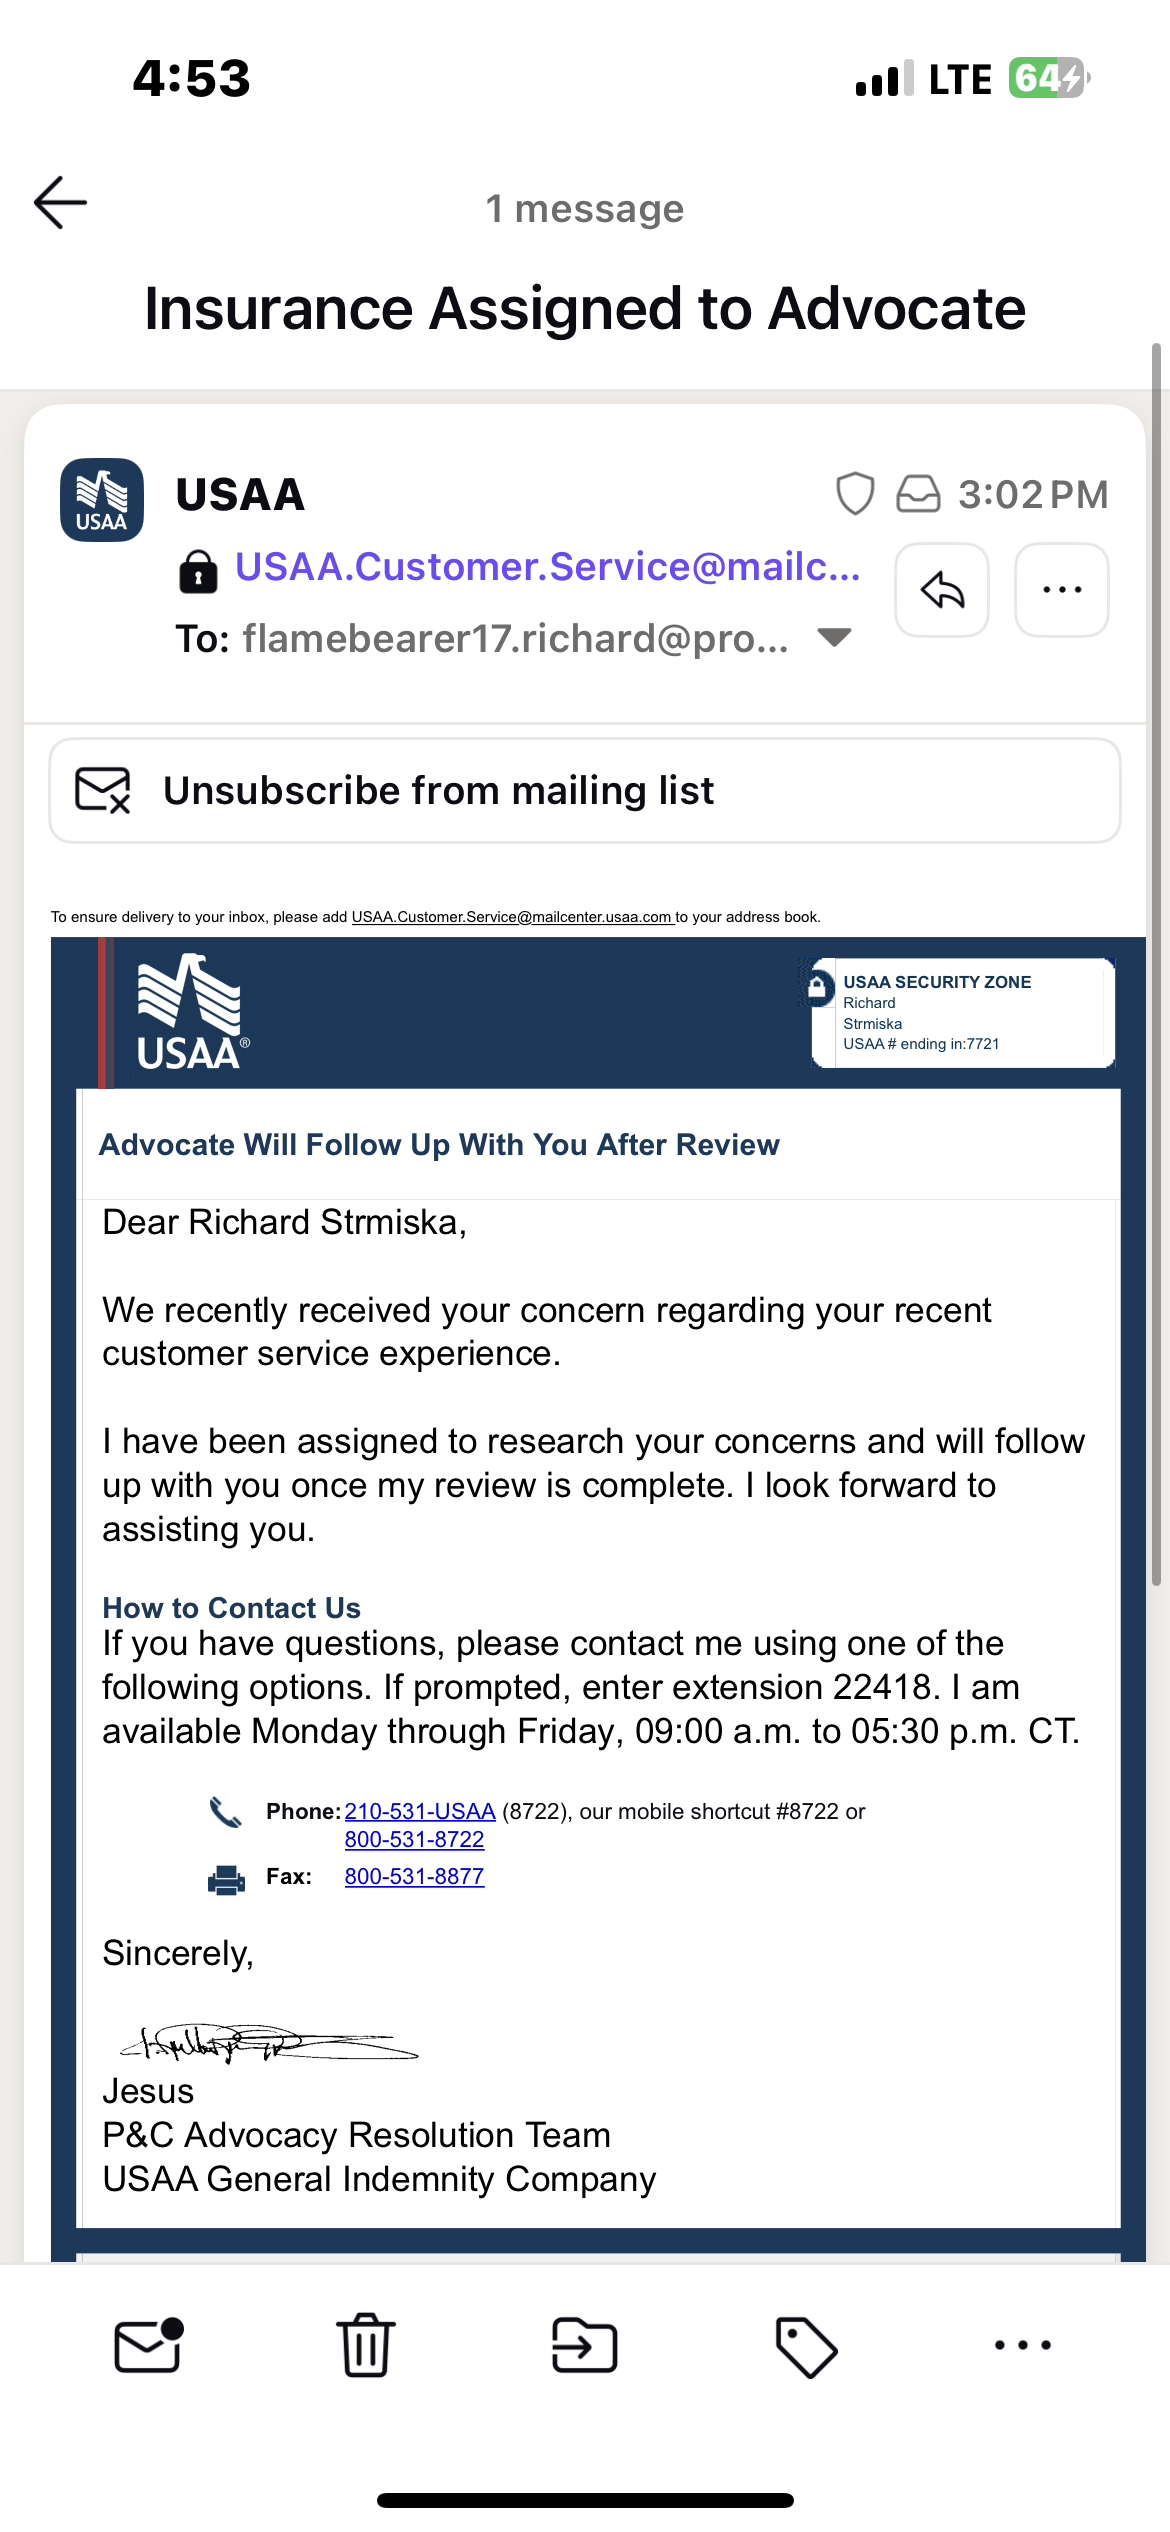 4:53
LTE 64
1 message
Insurance Assigned to Advocate
USAA
USAA
3:02 PM
USAA.Customer.Service@mailc...
To: flamebearer17.richard@pro...
Unsubscribe from mailing list
To ensure delivery to your inbox, please add USAA.Customer.Service@mailcenter.usaa.com to your address book.
USAA®
USAA SECURITY ZONE
Richard
Strmiska
USAA # ending in:7721
Advocate Will Follow Up With You After Review
Dear Richard Strmiska,
We recently received your concern regarding your recent
customer service experience.
I have been assigned to research your concerns and will follow
up with you once my review is complete. I look forward to
assisting you.
How to Contact Us
If you have questions, please contact me using one of the
following options. If prompted, enter extension 22418. I am
available Monday through Friday, 09:00 a.m. to 05:30 p.m. CT.
Phone: 210-531-USAA (8722), our mobile shortcut #8722 or
800-531-8722
Fax: 800-531-8877
Sincerely,
Jesus
P&C Advocacy Resolution Team
USAA General Indemnity Company